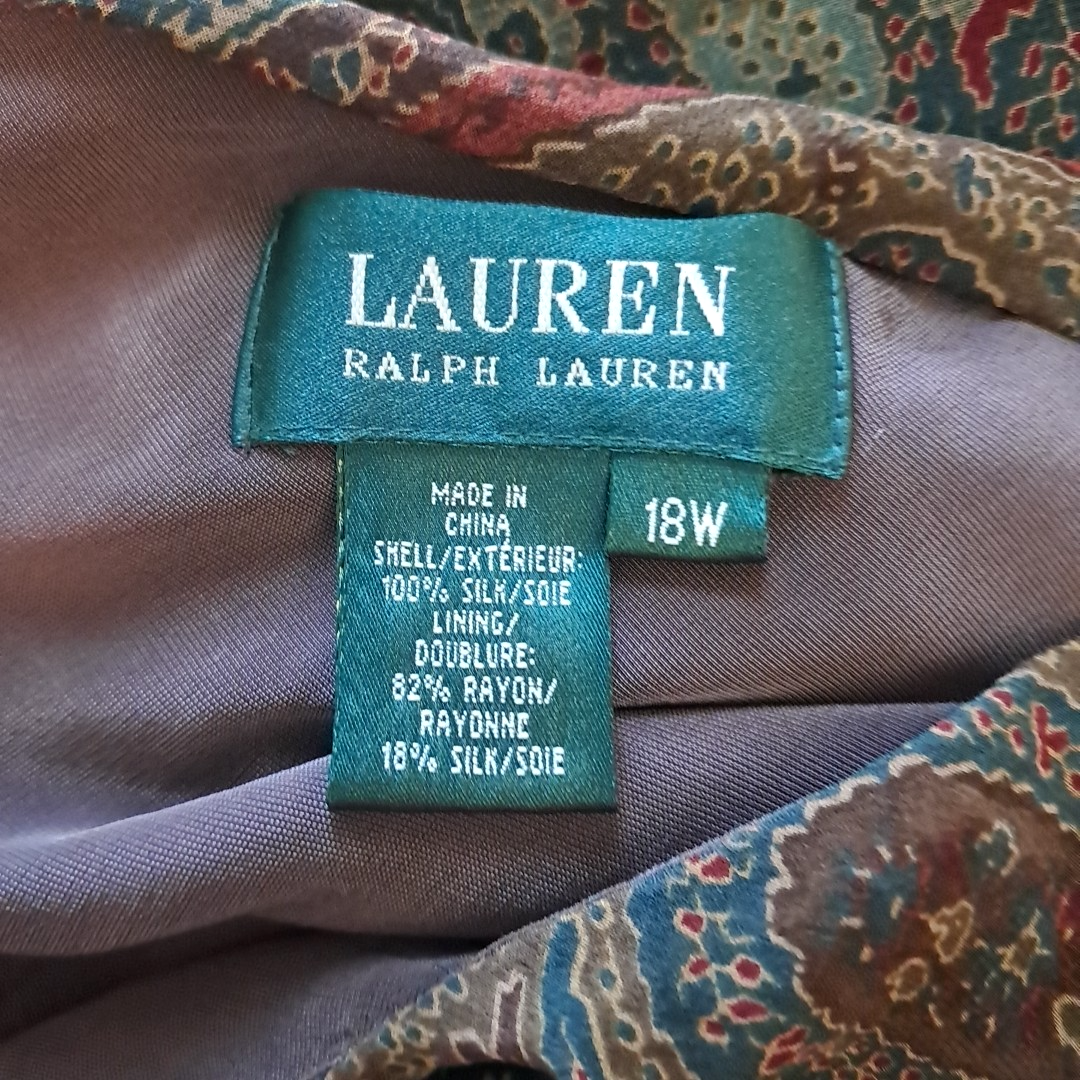 LAUREN
RALPH LAUREN
18W
MADE IN
CHINA
SHELL/EXTÉRIEUR:
100% SILK/SOIE
LINING/
DOUBLURE:
82% RAYON/
RAYONNE
18% SILK/SOIE